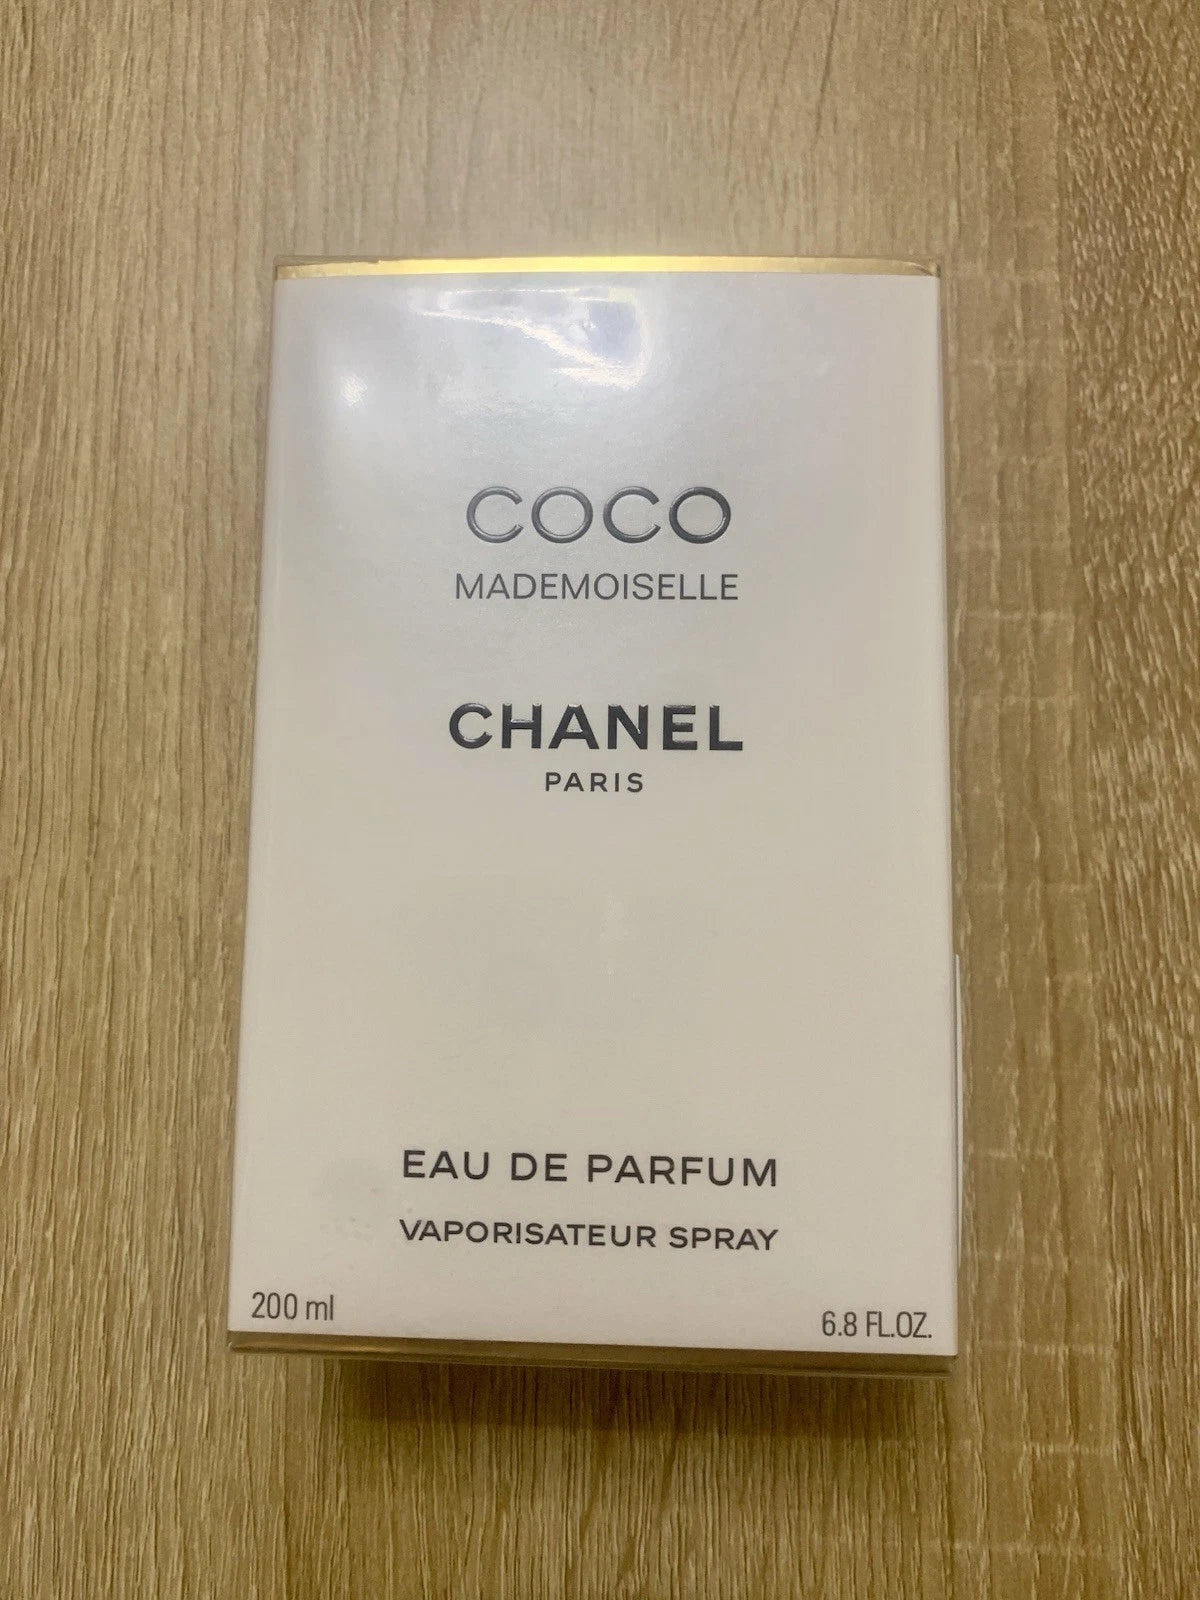 COCO
MADEMOISELLE
CHANEL
PARIS
EAU DE PARFUM
VAPORISATEUR SPRAY
200 ml
6.8 FL.OZ.